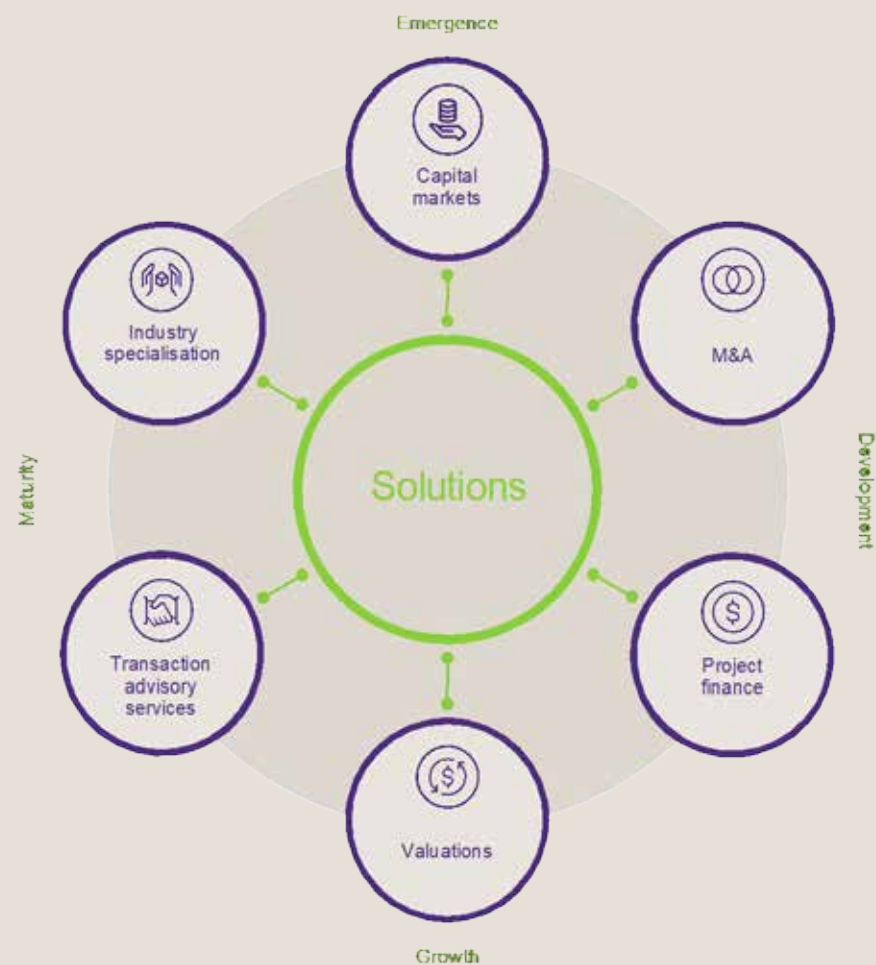 Emergence
Capital
markets
Industry
specialisation
M&A
Solutions
Maturity
Development
Transaction
advisory
services
Project
finance
Valuations
Growth